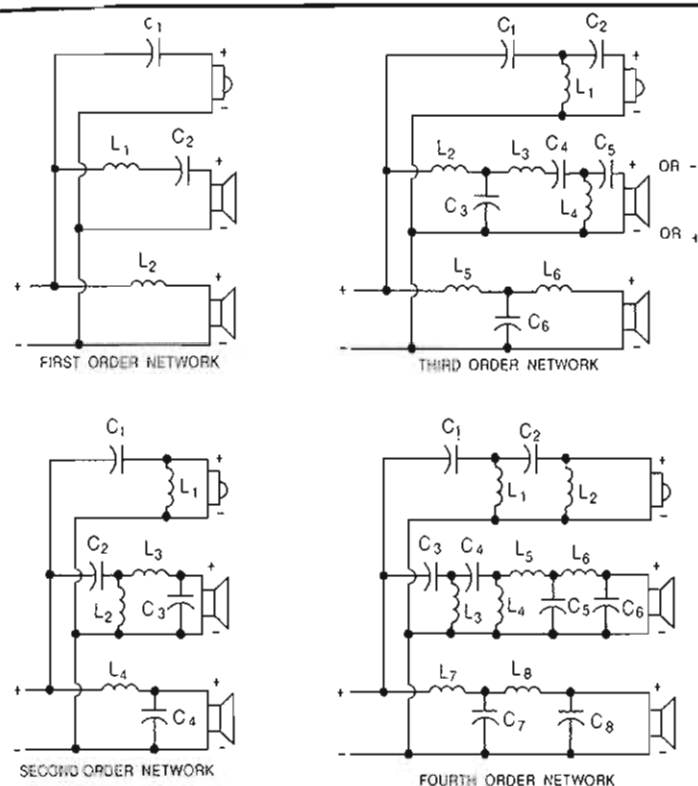 C1
+
-
L1 C2
+
-
L2
+ +
- -
FIRST ORDER NETWORK
C1 C2
+
L1
-
L2 L3 C4 C5
+ OR -
C3 L4
- OR +
L5 L6
+ +
C6
- -
THIRD ORDER NETWORK
C1
+
L1
-
C2 L3
+
L2 C3
-
L4
+ +
C4
- -
SECOND ORDER NETWORK
C1 C2
+
L1 L2
-
C3 C4 L5 L6
+
L3 L4 C5 C6
-
L7 L8
+ +
C7 C8
- -
FOURTH ORDER NETWORK